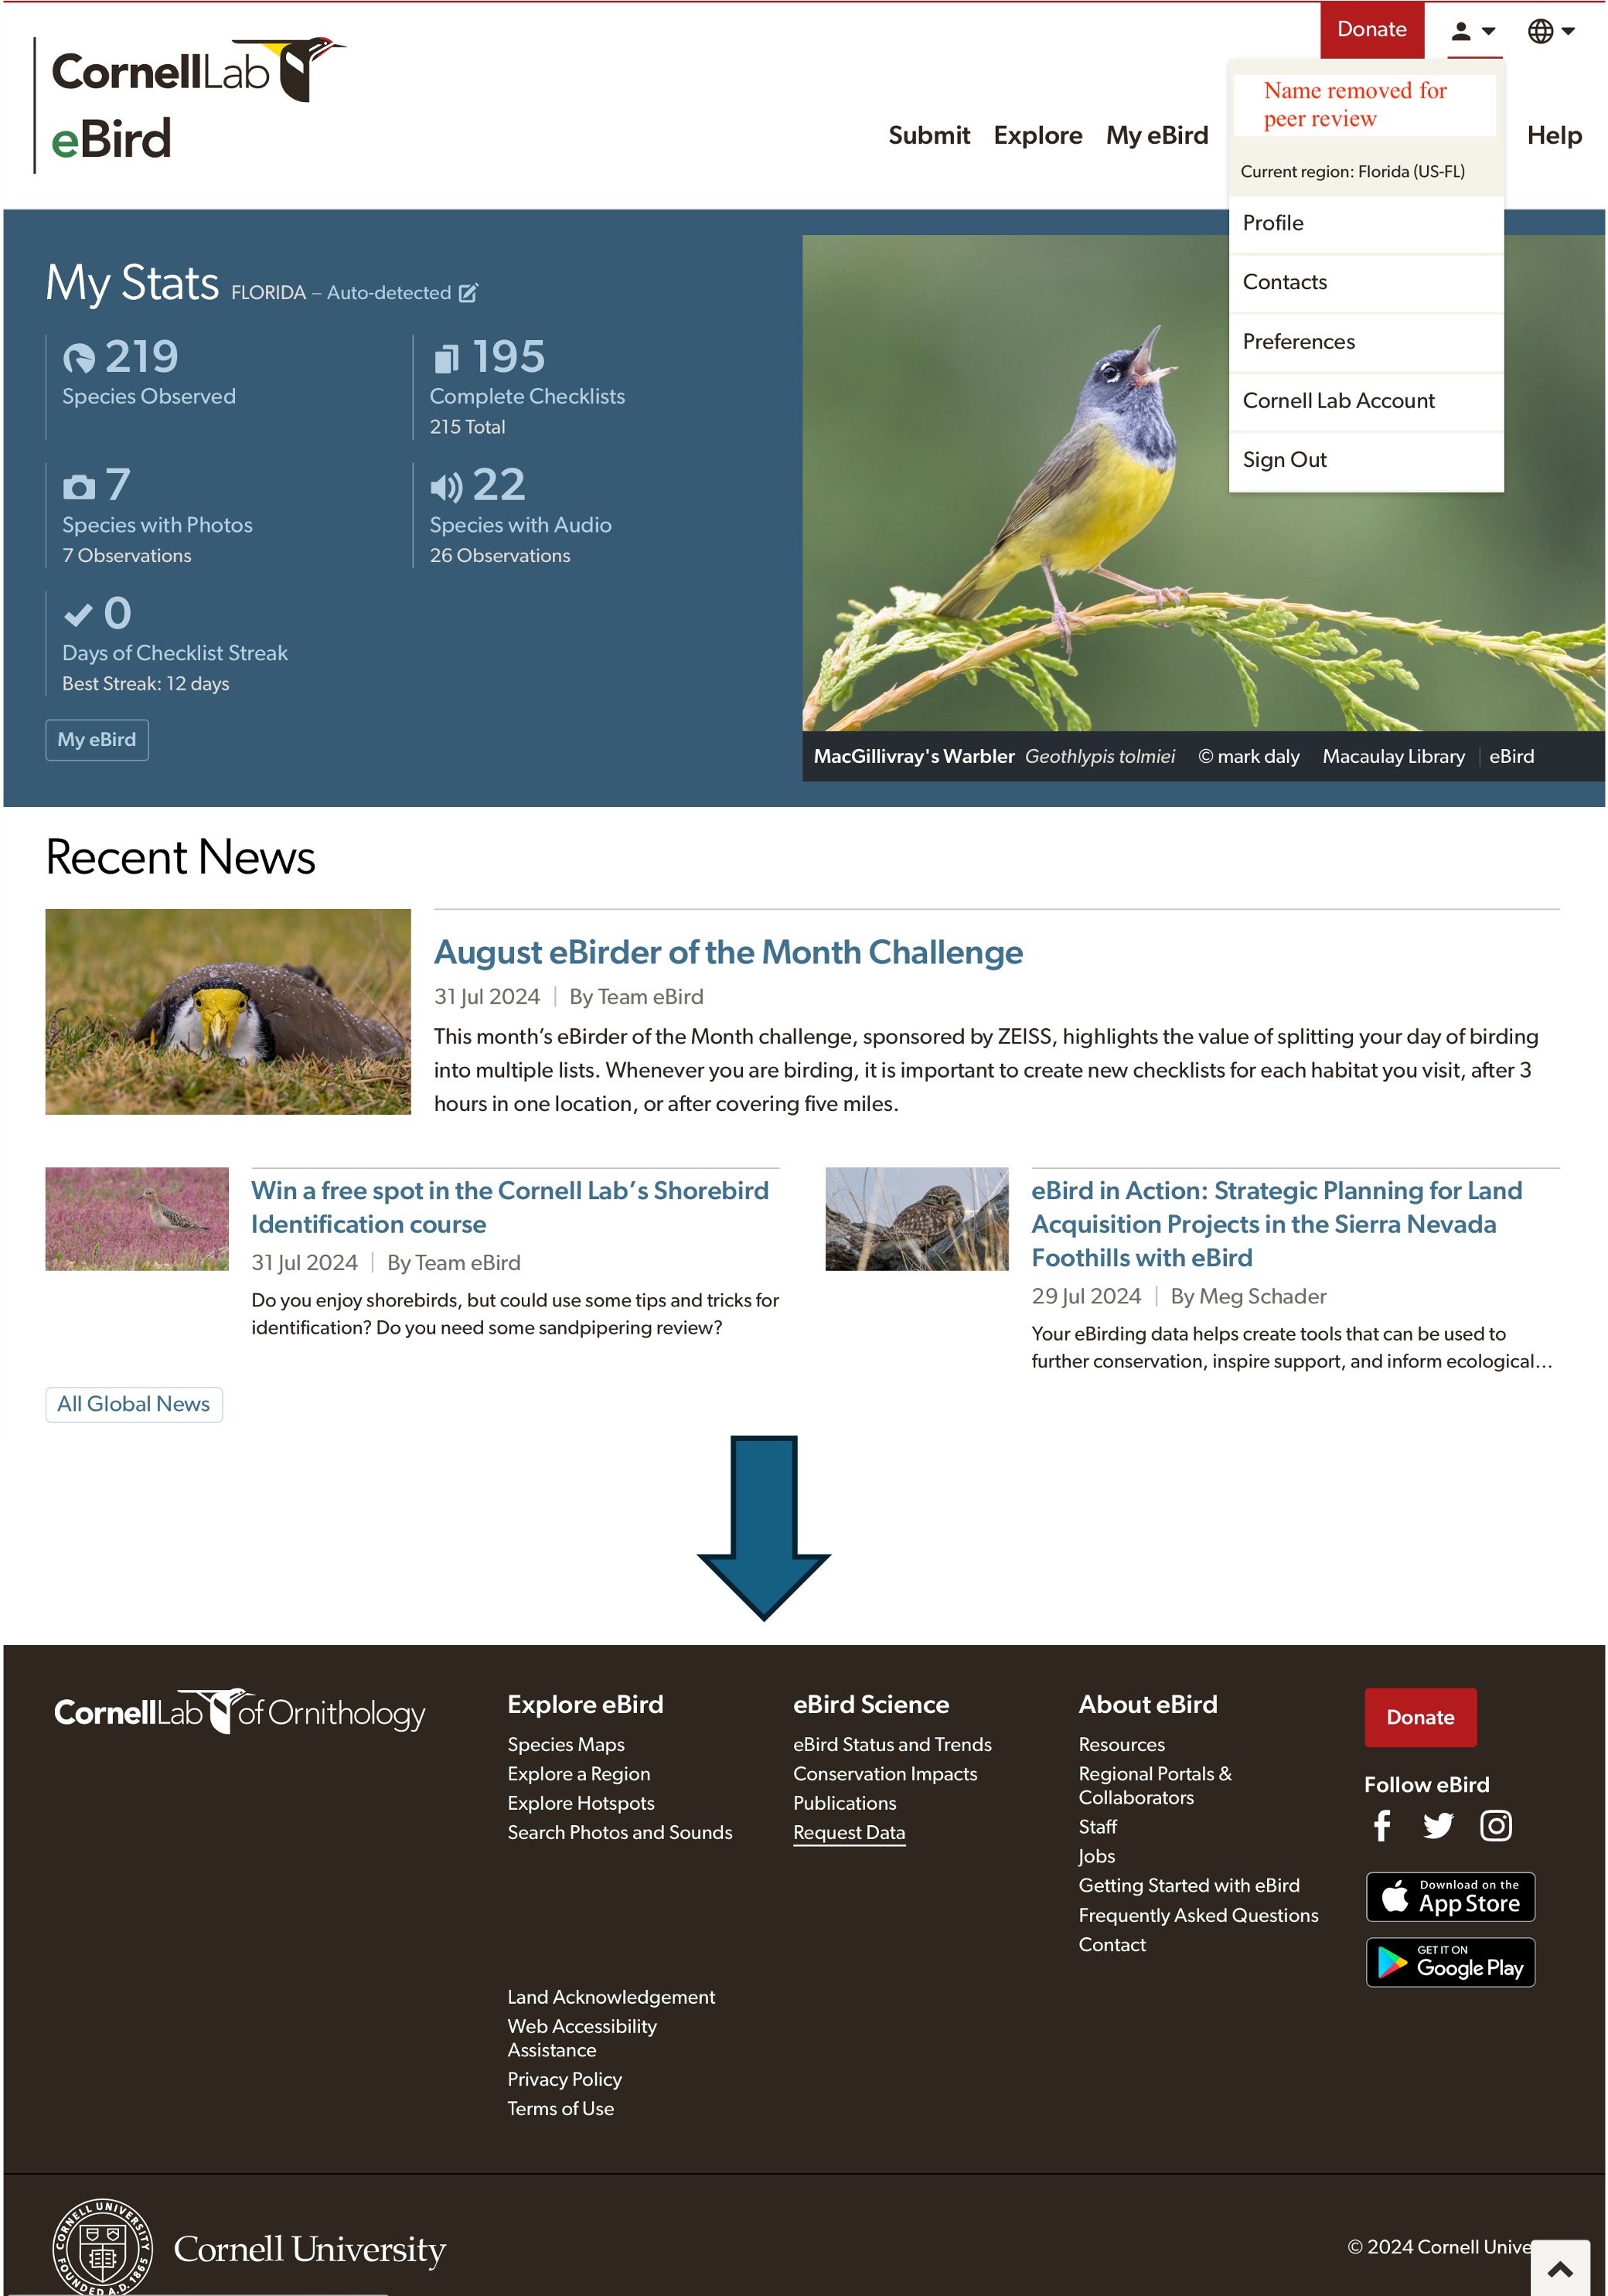 Donate
CornellLab
eBird
Submit Explore My eBird Help
Name removed for
peer review
Current region: Florida (US-FL)
Profile
Contacts
Preferences
Cornell Lab Account
Sign Out
My Stats FLORIDA – Auto-detected
219
Species Observed
195
Complete Checklists
215 Total
7
Species with Photos
7 Observations
22
Species with Audio
26 Observations
0
Days of Checklist Streak
Best Streak: 12 days
My eBird
MacGillivray's Warbler Geothlypis tolmiei © mark daly Macaulay Library | eBird
Recent News
August eBirder of the Month Challenge
31 Jul 2024 | By Team eBird
This month’s eBirder of the Month challenge, sponsored by ZEISS, highlights the value of splitting your day of birding
into multiple lists. Whenever you are birding, it is important to create new checklists for each habitat you visit, after 3
hours in one location, or after covering five miles.
Win a free spot in the Cornell Lab’s Shorebird
Identification course
31 Jul 2024 | By Team eBird
Do you enjoy shorebirds, but could use some tips and tricks for
identification? Do you need some sandpipering review?
eBird in Action: Strategic Planning for Land
Acquisition Projects in the Sierra Nevada
Foothills with eBird
29 Jul 2024 | By Meg Schader
Your eBirding data helps create tools that can be used to
further conservation, inspire support, and inform ecological...
All Global News
CornellLab of Ornithology
Explore eBird
Species Maps
Explore a Region
Explore Hotspots
Search Photos and Sounds
Land Acknowledgement
Web Accessibility
Assistance
Privacy Policy
Terms of Use
eBird Science
eBird Status and Trends
Conservation Impacts
Publications
Request Data
About eBird
Resources
Regional Portals &
Collaborators
Staff
Jobs
Getting Started with eBird
Frequently Asked Questions
Contact
Donate
Follow eBird
Download on the
App Store
GET IT ON
Google Play
CORNELL UNIVERSITY
FOUNDED A.D. 1865
Cornell University
© 2024 Cornell Unive